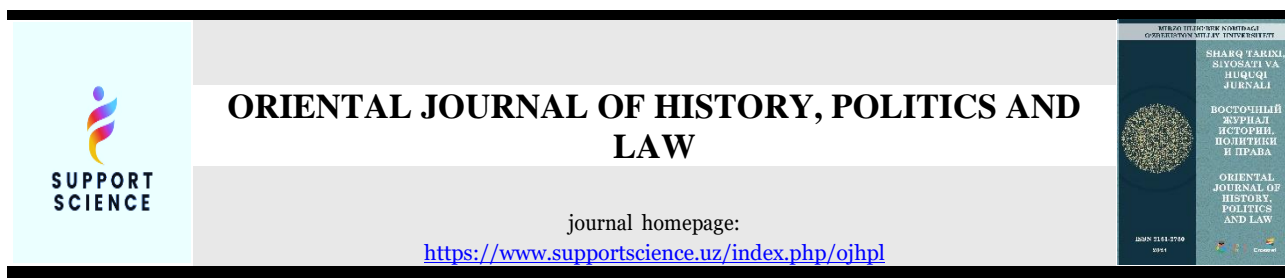 SUPPORT
SCIENCE
ORIENTAL JOURNAL OF HISTORY, POLITICS AND
LAW
journal homepage:
https://www.supportscience.uz/index.php/ojhpl
SHARQ TARIXI,
SIYOSATI VA
HUQUQI
JURNALI
ВОСТОЧНЫЙ
ЖУРНАЛ
ИСТОРИИ,
ПОЛИТИКИ
И ПРАВА
ORIENTAL
JOURNAL OF
HISTORY,
POLITICS
AND LAW